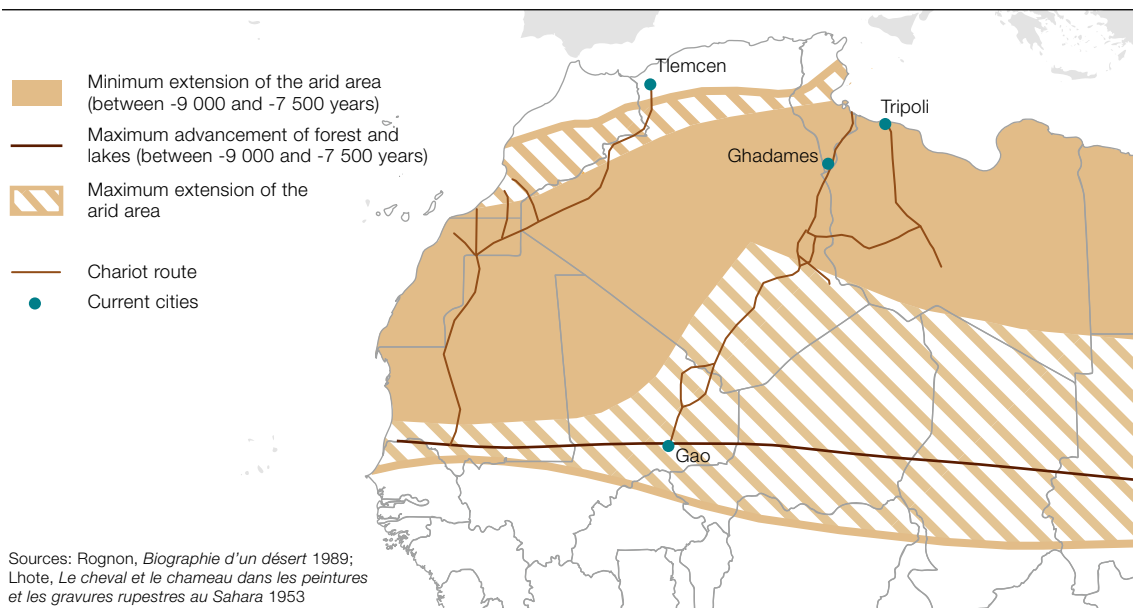 Minimum extension of the arid area
(between -9 000 and -7 500 years)
Maximum advancement of forest and
lakes (between -9 000 and -7 500 years)
Maximum extension of the
arid area
Chariot route
Current cities
Tlemcen
Tripoli
Ghadames
Gao
Sources: Rognon, Biographie d'un désert 1989;
Lhote, Le cheval et le chameau dans les peintures
et les gravures rupestres au Sahara 1953